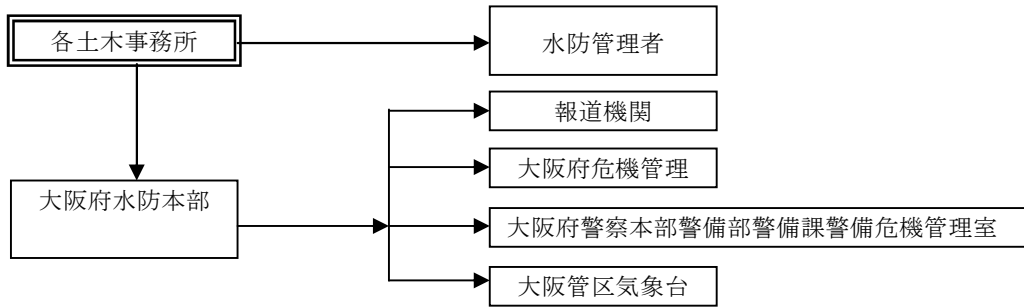 各土木事務所
水防管理者
報道機関
大阪府危機管理
大阪府水防本部
大阪府警察本部警備部警備課警備危機管理室
大阪管区気象台